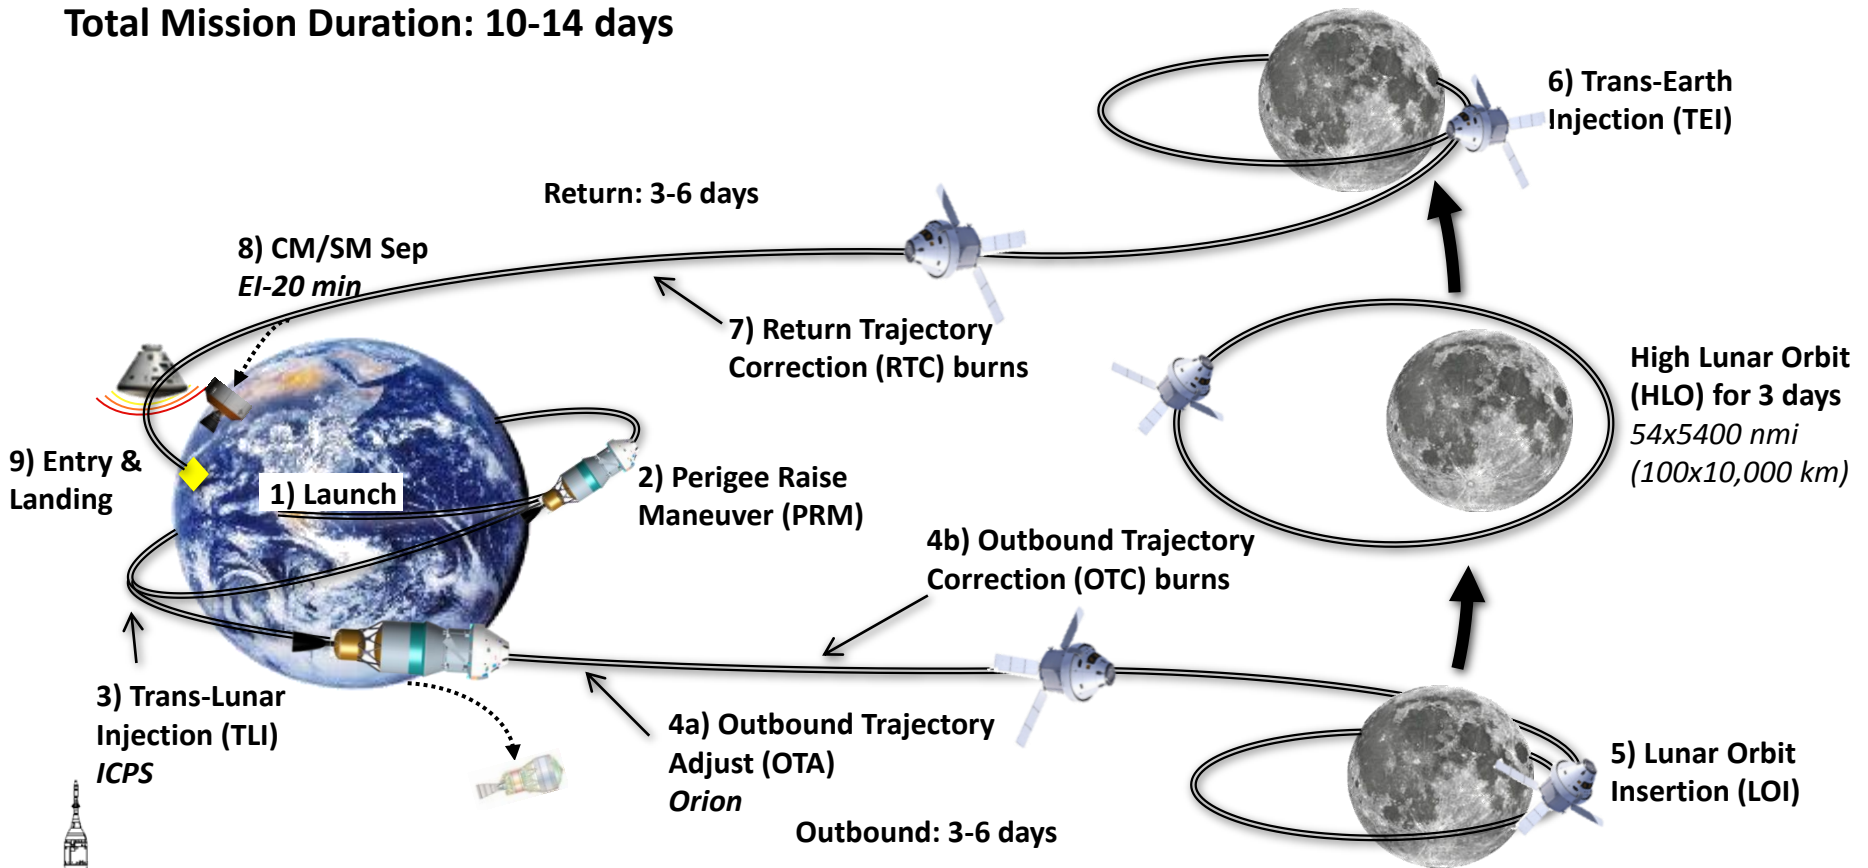 Total Mission Duration: 10-14 days
6) Trans-Earth
Injection (TEI)
Return: 3-6 days
8) CM/SM Sep
EI-20 min
7) Return Trajectory
Correction (RTC) burns
High Lunar Orbit
(HLO) for 3 days
54x5400 nmi
(100x10,000 km)
9) Entry &
Landing
1) Launch
2) Perigee Raise
Maneuver (PRM)
4b) Outbound Trajectory
Correction (OTC) burns
3) Trans-Lunar
Injection (TLI)
ICPS
4a) Outbound Trajectory
Adjust (OTA)
Orion
5) Lunar Orbit
Insertion (LOI)
Outbound: 3-6 days